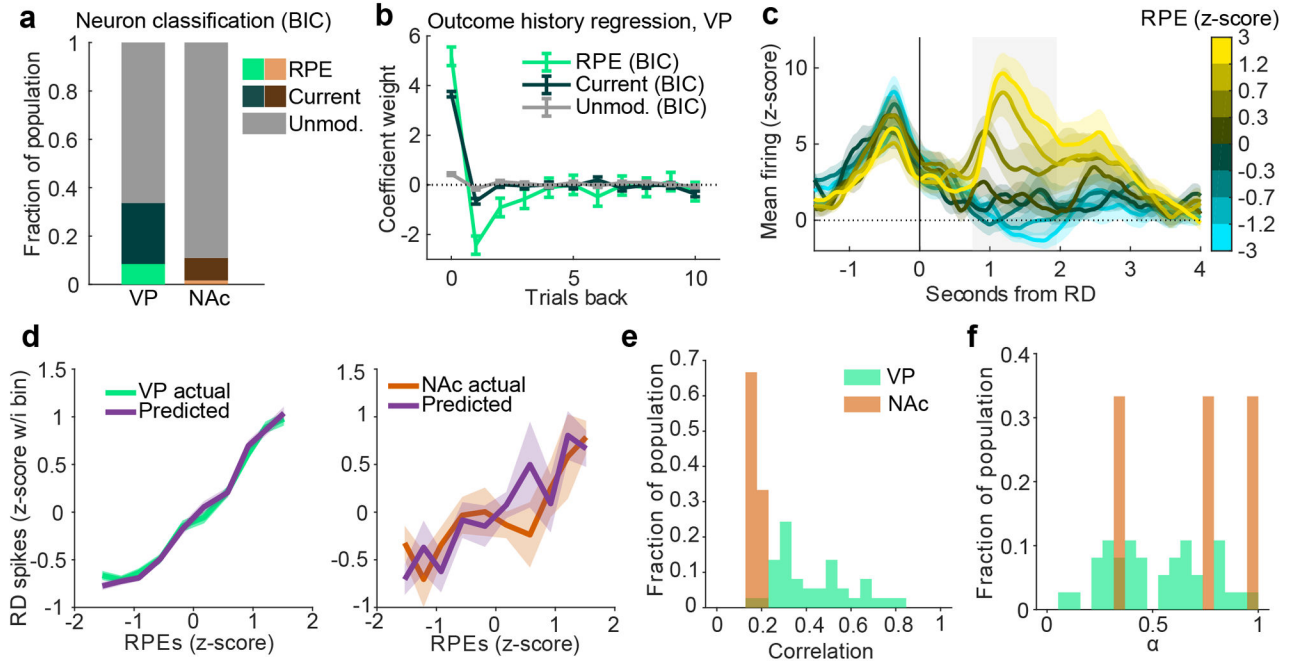 a
Neuron classification (BIC)
Fraction of population
1
0.8
0.6
0.4
0.2
0
VP
NAc
RPE
Current
Unmod.
b
Outcome history regression, VP
Coefficient weight
6
4
2
0
-2
RPE (BIC)
Current (BIC)
Unmod. (BIC)
0
5
10
Trials back
c
RPE (z-score)
Mean firing (z-score)
10
5
0
-1
0
1
2
3
4
Seconds from RD
3
1.2
0.7
0.3
0
-0.3
-0.7
-1.2
-3
d
RD spikes (z-score w/i bin)
1.5
1
0.5
0
-0.5
-1
VP actual
Predicted
-2
-1
0
1
2
RPEs (z-score)
1.5
1
0.5
0
-0.5
-1
NAc actual
Predicted
-2
-1
0
1
2
RPEs (z-score)
e
Fraction of population
0.7
0.6
0.5
0.4
0.3
0.2
0.1
0
VP
NAc
0
0.2
0.4
0.6
0.8
1
Correlation
f
Fraction of population
0.4
0.3
0.2
0.1
0
0
0.5
1
α